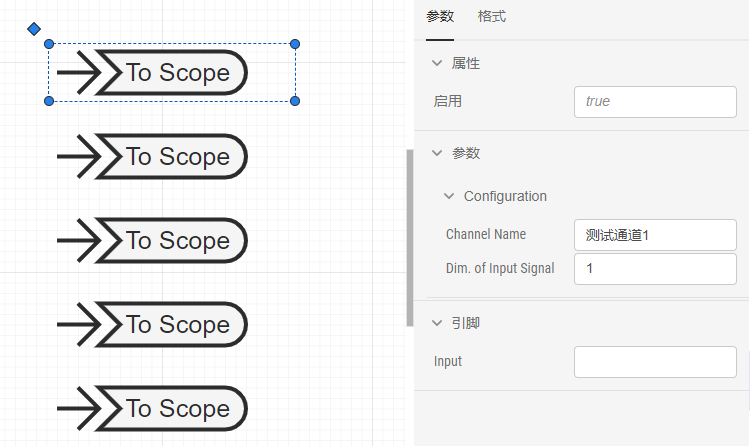 To Scope
To Scope
To Scope
To Scope
To Scope
参数 格式
属性
启用 true
参数
Configuration
Channel Name 测试通道1
Dim. of Input Signal 1
引脚
Input